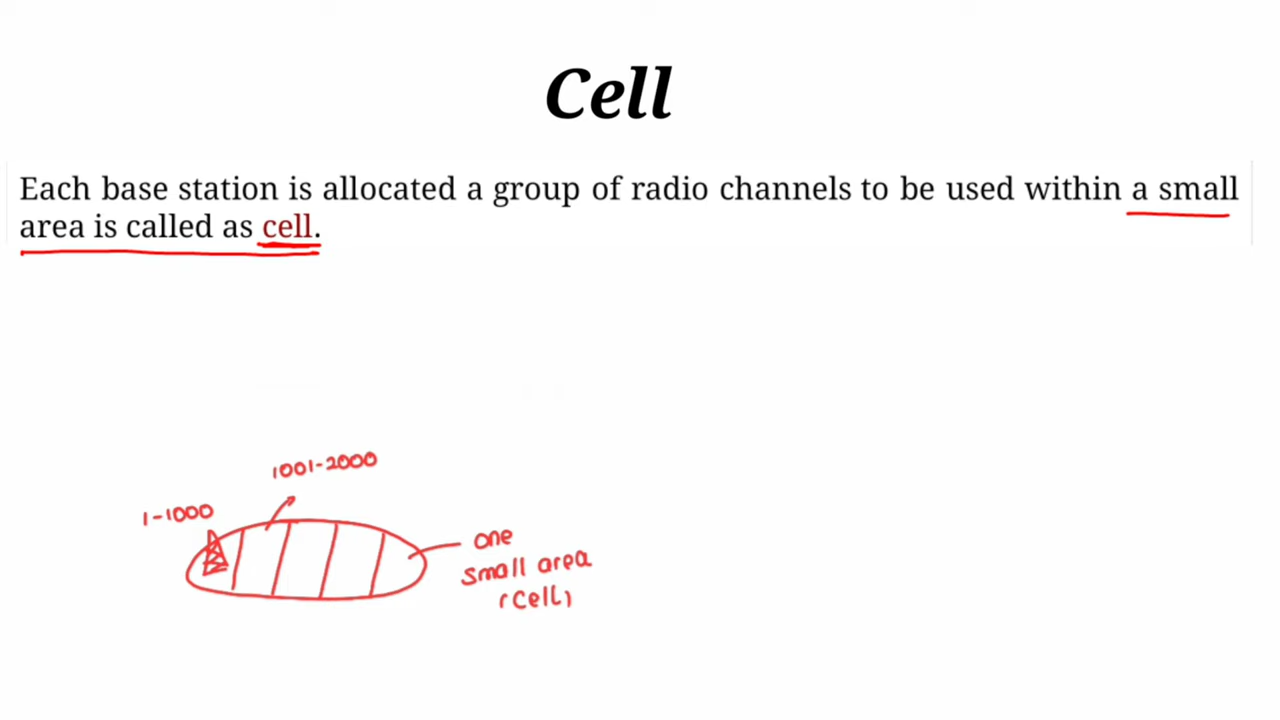 Cell
Each base station is allocated a group of radio channels to be used within a small
area is called as cell.
1001-2000
1-1000
one
small area
(cell)